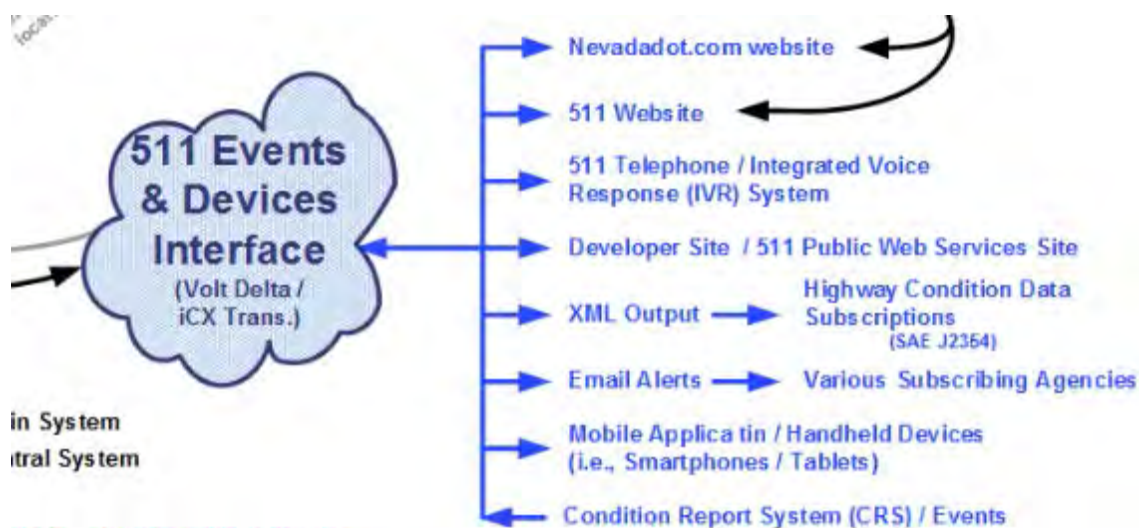 locat
511 Events
& Devices
Interface
(Volt Delta /
iCX Trans.)
in System
ntral System
Nevadadot.com website
511 Website
511 Telephone / Integrated Voice
Response (IVR) System
Developer Site / 511 Public Web Services Site
XML Output
Highway Condition Data
Subscriptions
(SAE J2354)
Email Alerts
Various Subscribing Agencies
Mobile Applicatin / Handheld Devices
(i.e., Smartphones / Tablets)
Condition Report System (CRS) / Events